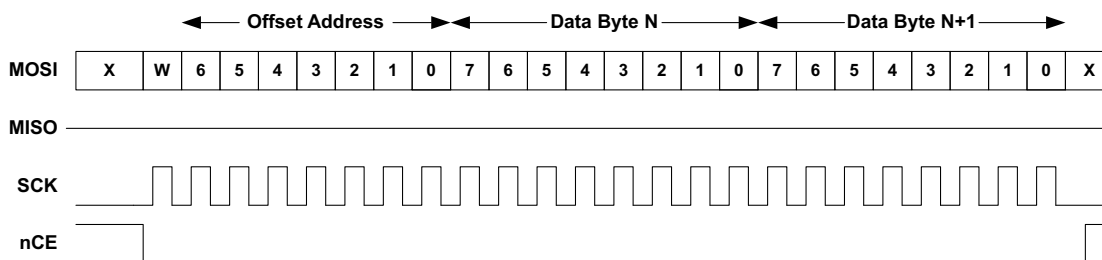 Offset Address Data Byte N Data Byte N+1
MOSI X W 6 5 4 3 2 1 0 7 6 5 4 3 2 1 0 7 6 5 4 3 2 1 0 X
MISO
SCK
nCE